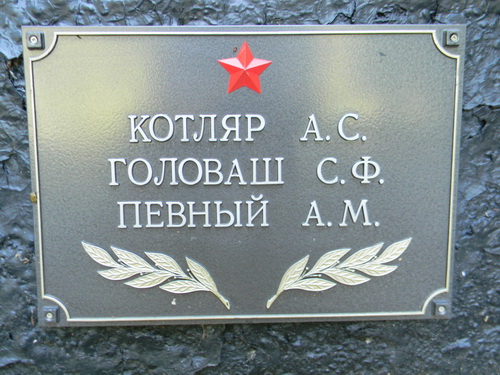 КОТЛЯР А.С.
ГОЛОВАШ С.Ф.
ПЕВНЫЙ А.М.